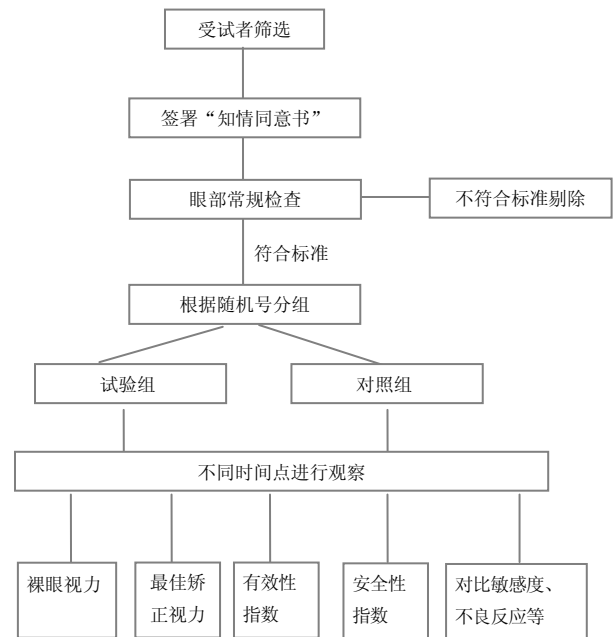 受试者筛选
签署“知情同意书”
眼部常规检查
不符合标准剔除
符合标准
根据随机号分组
试验组
对照组
不同时间点进行观察
裸眼视力
最佳矫
正视力
有效性
指数
安全性
指数
对比敏感度、
不良反应等